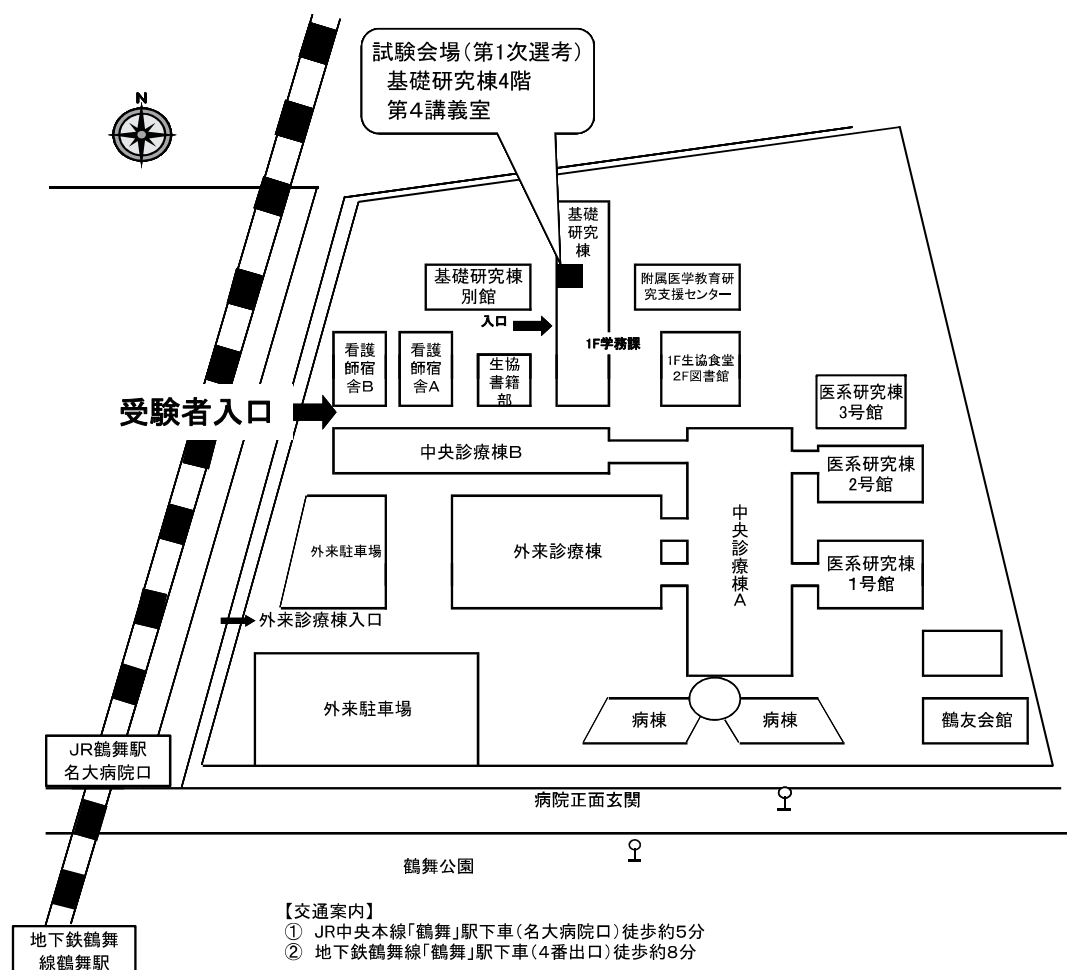 試験会場(第1次選考)
基礎研究棟4階
第4講義室
N
基礎
研究
棟
基礎研究棟
別館
附属医学教育研
究支援センター
入口
1F学務課
看護
師宿
舎B
看護
師宿
舎A
生協
書籍
部
1F生協食堂
2F図書館
医系研究棟
3号館
受験者入口
中央診療棟B
医系研究棟
2号館
中央診療棟A
外来駐車場
外来診療棟
医系研究棟
1号館
外来診療棟入口
外来駐車場
病棟
病棟
鶴友会館
JR鶴舞駅
名大病院口
病院正面玄関
鶴舞公園
【交通案内】
① JR中央本線「鶴舞」駅下車(名大病院口)徒歩約5分
② 地下鉄鶴舞線「鶴舞」駅下車(4番出口)徒歩約8分
地下鉄鶴舞
線鶴舞駅